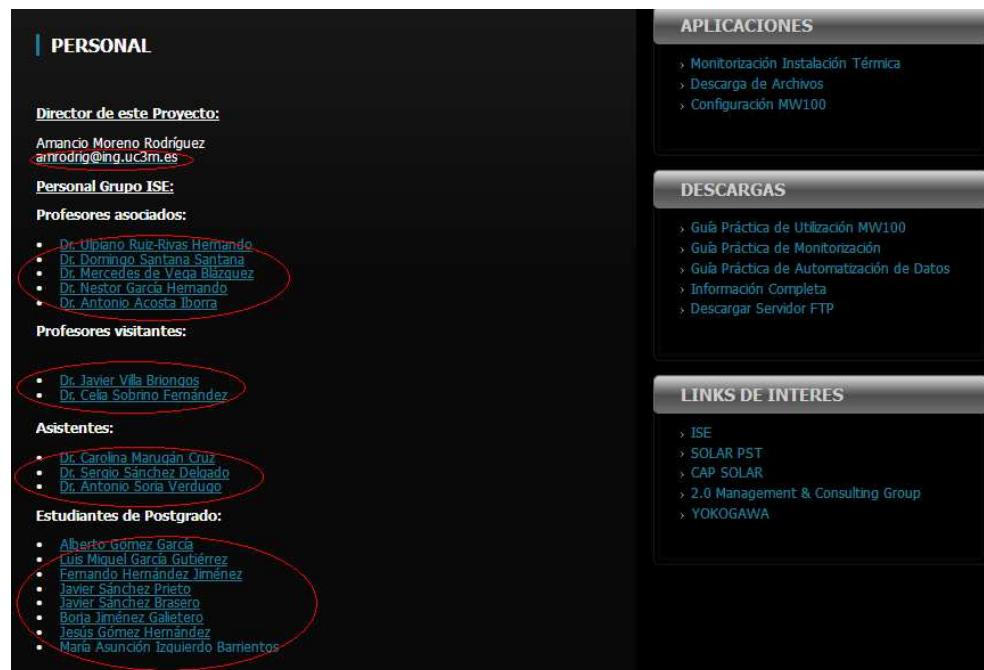 PERSONAL
Director de este Proyecto:
Amancio Moreno Rodríguez
amrodrig@ing.uc3m.es
Personal Grupo ISE:
Profesores asociados:
Dr. Ulpiano Ruiz-Rivas Hernando
Dr. Domingo Santana Santana
Dr. Mercedes de Vega Blázquez
Dr. Nestor García Hernando
Dr. Antonio Acosta Iborra
Profesores visitantes:
Dr. Javier Villa Briongos
Dr. Celia Sobrino Fernández
Asistentes:
Dr. Carolina Marugán Cruz
Dr. Sergio Sánchez Delgado
Dr. Antonio Soria Verdugo
Estudiantes de Postgrado:
Alberto Gómez García
Luis Miguel García Gutiérrez
Fernando Hernández Jiménez
Javier Sánchez Prieto
Javier Sánchez Brasero
Borja Jiménez Galietero
Jesús Gómez Hernández
María Asunción Izquierdo Barrientos
APLICACIONES
› Monitorización Instalación Térmica
› Descarga de Archivos
› Configuración MW100
DESCARGAS
› Guía Práctica de Utilización MW100
› Guía Práctica de Monitorización
› Guía Práctica de Automatización de Datos
› Información Completa
› Descargar Servidor FTP
LINKS DE INTERES
› ISE
› SOLAR PST
› CAP SOLAR
› 2.0 Management & Consulting Group
› YOKOGAWA